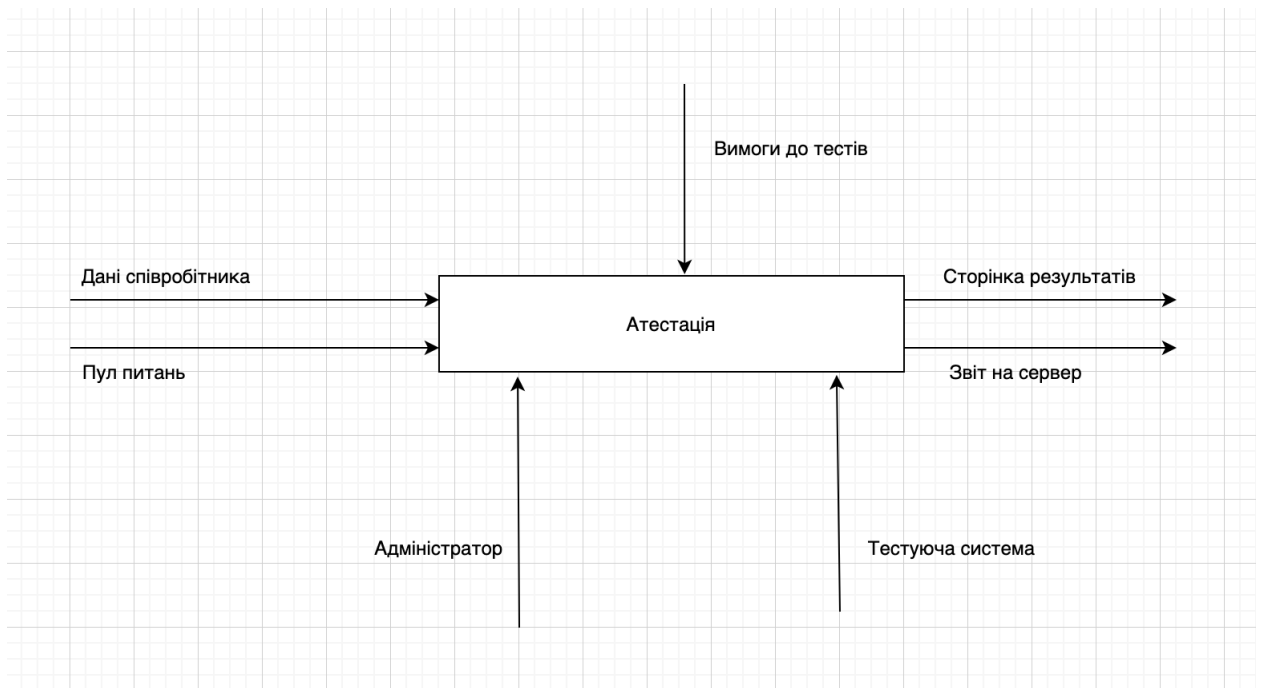 Вимоги до тестів
Дані співробітника
Сторінка результатів
Атестація
Пул питань
Звіт на сервер
Адміністратор
Тестуюча система